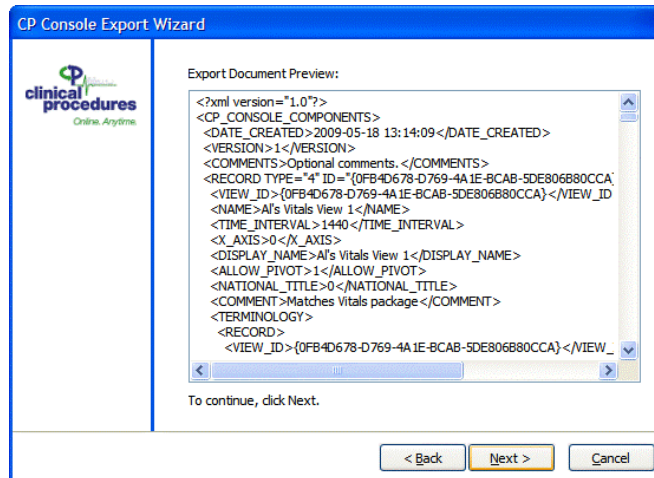 CP Console Export Wizard
CP
clinical
procedures
Online. Anytime.
Export Document Preview:
<?xml version="1.0"?>
<CP_CONSOLE_COMPONENTS>
<DATE_CREATED>2009-05-18 13:14:09</DATE_CREATED>
<VERSION>1</VERSION>
<COMMENTS>Optional comments.</COMMENTS>
<RECORD TYPE="4" ID="{0FB4D678-D769-4A1E-BCAB-5DE806B80CCA}
<VIEW_ID>{0FB4D678-D769-4A1E-BCAB-5DE806B80CCA}</VIEW_ID
<NAME>Al's Vitals View 1</NAME>
<TIME_INTERVAL>1440</TIME_INTERVAL>
<X_AXIS>0</X_AXIS>
<DISPLAY_NAME>Al's Vitals View 1</DISPLAY_NAME>
<ALLOW_PIVOT>1</ALLOW_PIVOT>
<NATIONAL_TITLE>0</NATIONAL_TITLE>
<COMMENT>Matches Vitals package</COMMENT>
<TERMINOLOGY>
<RECORD>
<VIEW_ID>{0FB4D678-D769-4A1E-BCAB-5DE806B80CCA}</VIEW_
To continue, click Next.
< Back Next > Cancel